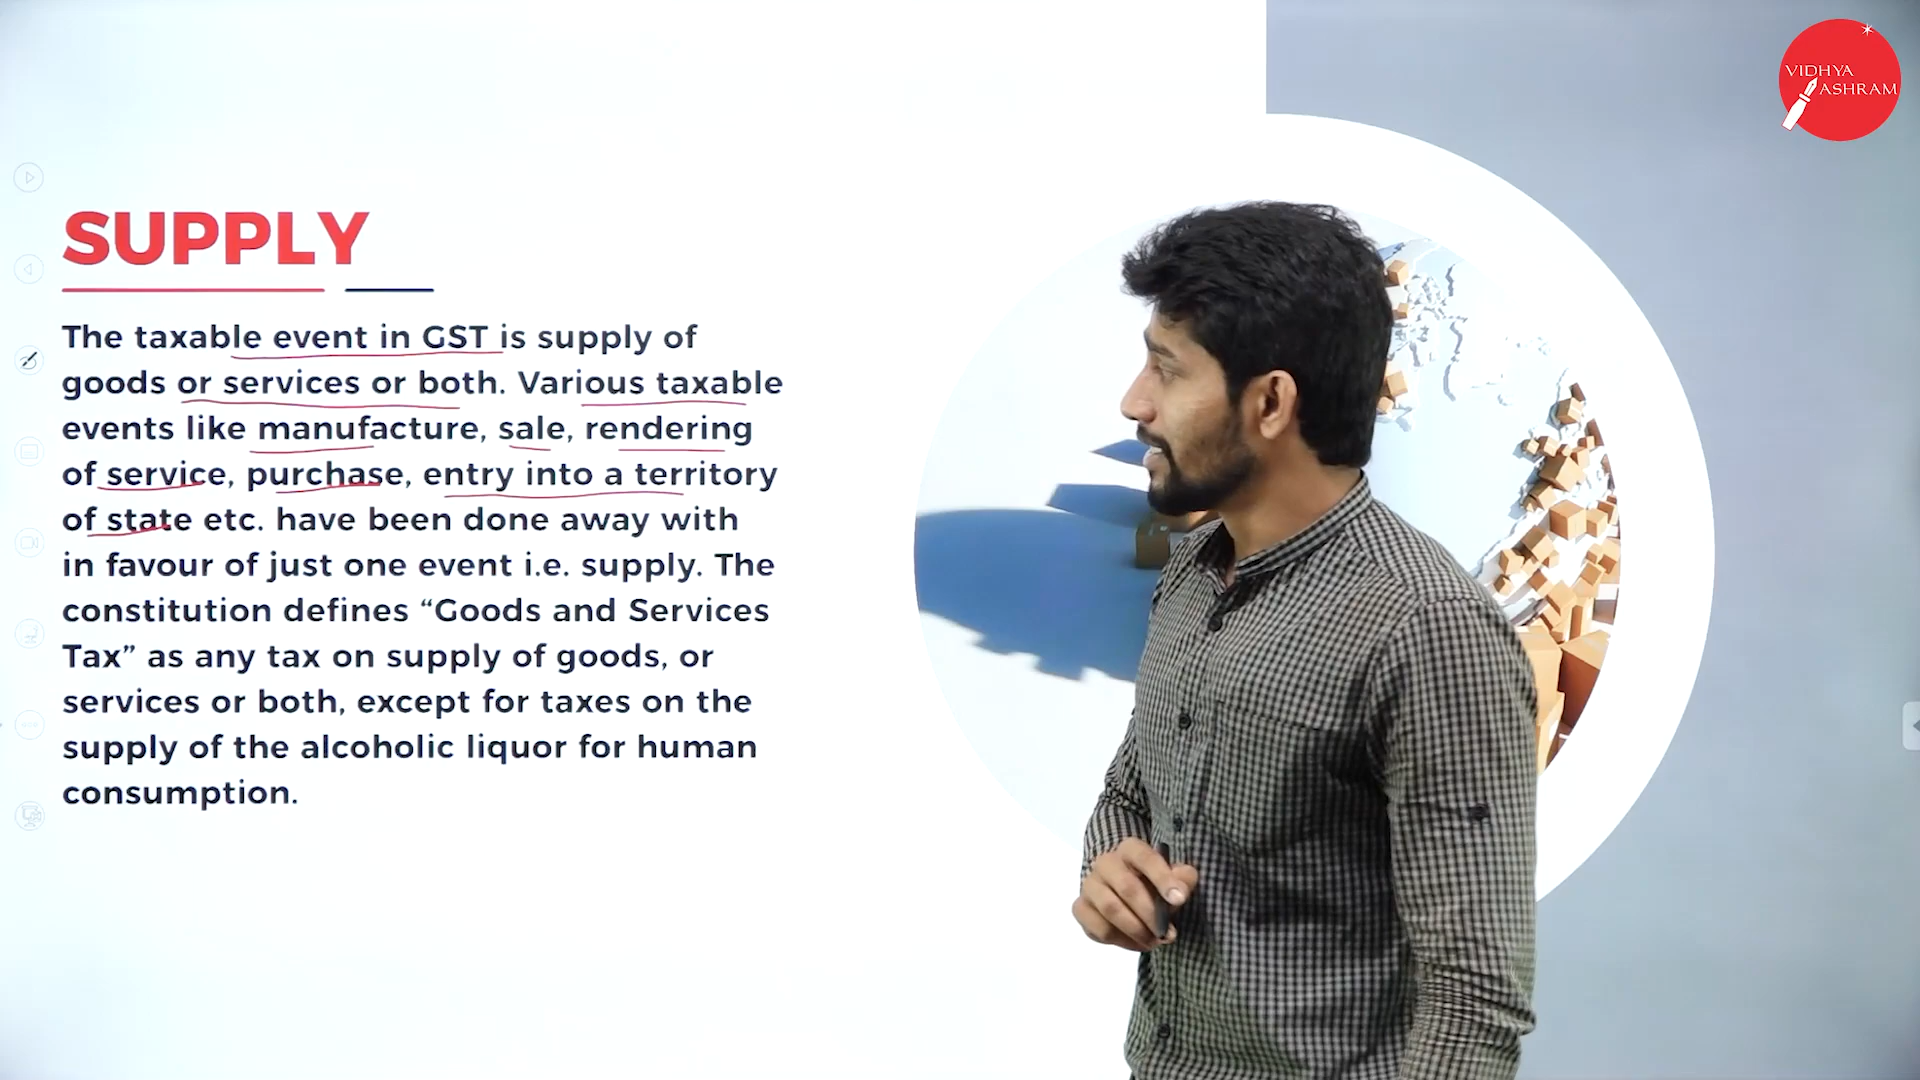 VIDHYA
ASHRAM
SUPPLY
The taxable event in GST is supply of
goods or services or both. Various taxable
events like manufacture, sale, rendering
of service, purchase, entry into a territory
of state etc. have been done away with
in favour of just one event i.e. supply. The
constitution defines “Goods and Services
Tax” as any tax on supply of goods, or
services or both, except for taxes on the
supply of the alcoholic liquor for human
consumption.